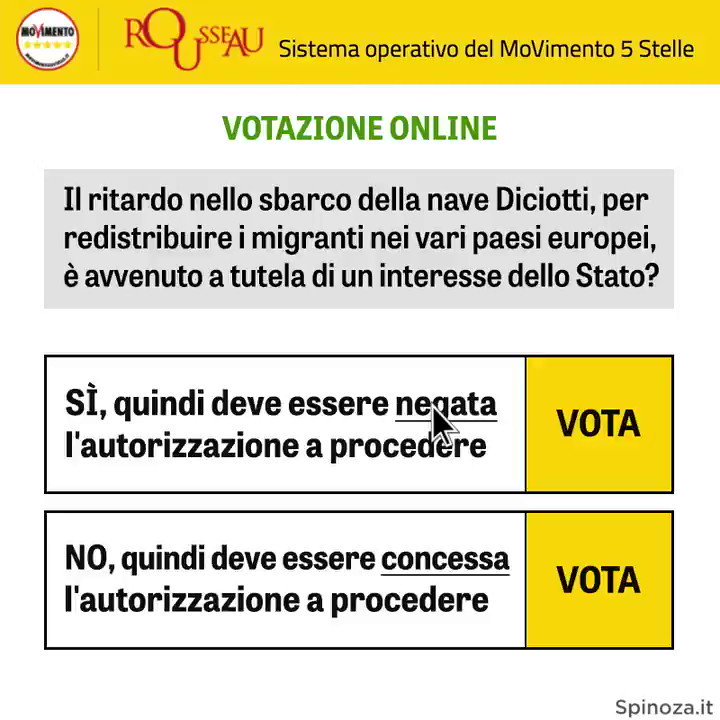 MOVIMENTO
ROUSSEAU
Sistema operativo del MoVimento 5 Stelle
VOTAZIONE ONLINE
Il ritardo nello sbarco della nave Diciotti, per
redistribuire i migranti nei vari paesi europei,
è avvenuto a tutela di un interesse dello Stato?
SÌ, quindi deve essere negata
l'autorizzazione a procedere
VOTA
NO, quindi deve essere concessa
l'autorizzazione a procedere
VOTA
Spinoza.it